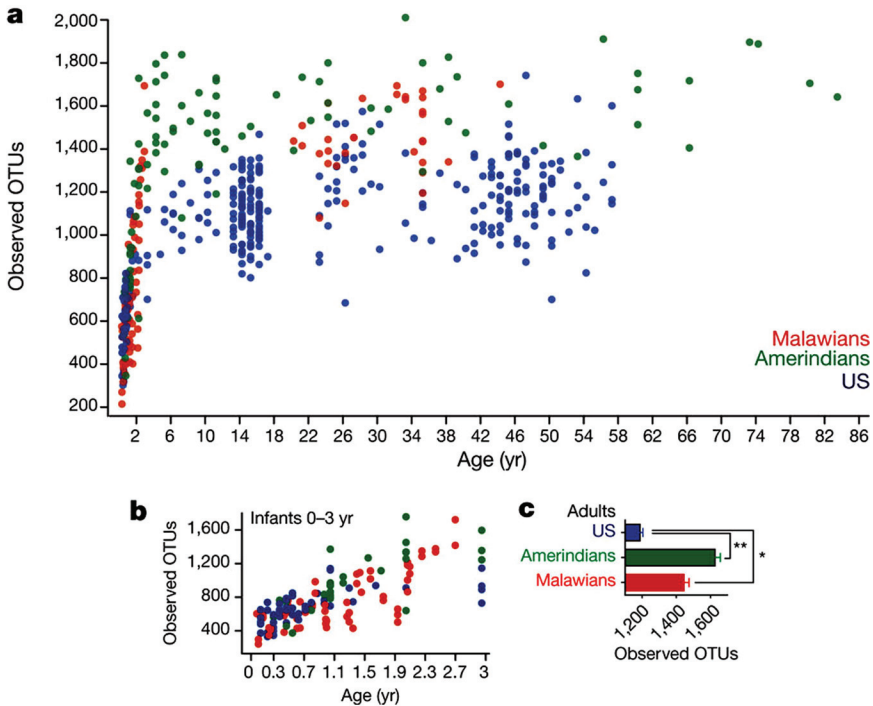 a
2,000
1,800
1,600
1,400
1,200
1,000
800
600
400
200
Observed OTUs
Malawians
Amerindians
US
2 6 10 14 18 22 26 30 34 38 42 46 50 54 58 62 66 70 74 78 82 86
Age (yr)
b
Infants 0–3 yr
1,600
1,200
800
400
Observed OTUs
0 0.3 0.7 1.1 1.5 1.9 2.3 2.7 3
Age (yr)
c
Adults
US
Amerindians
Malawians
**
*
1,200 1,400 1,600
Observed OTUs